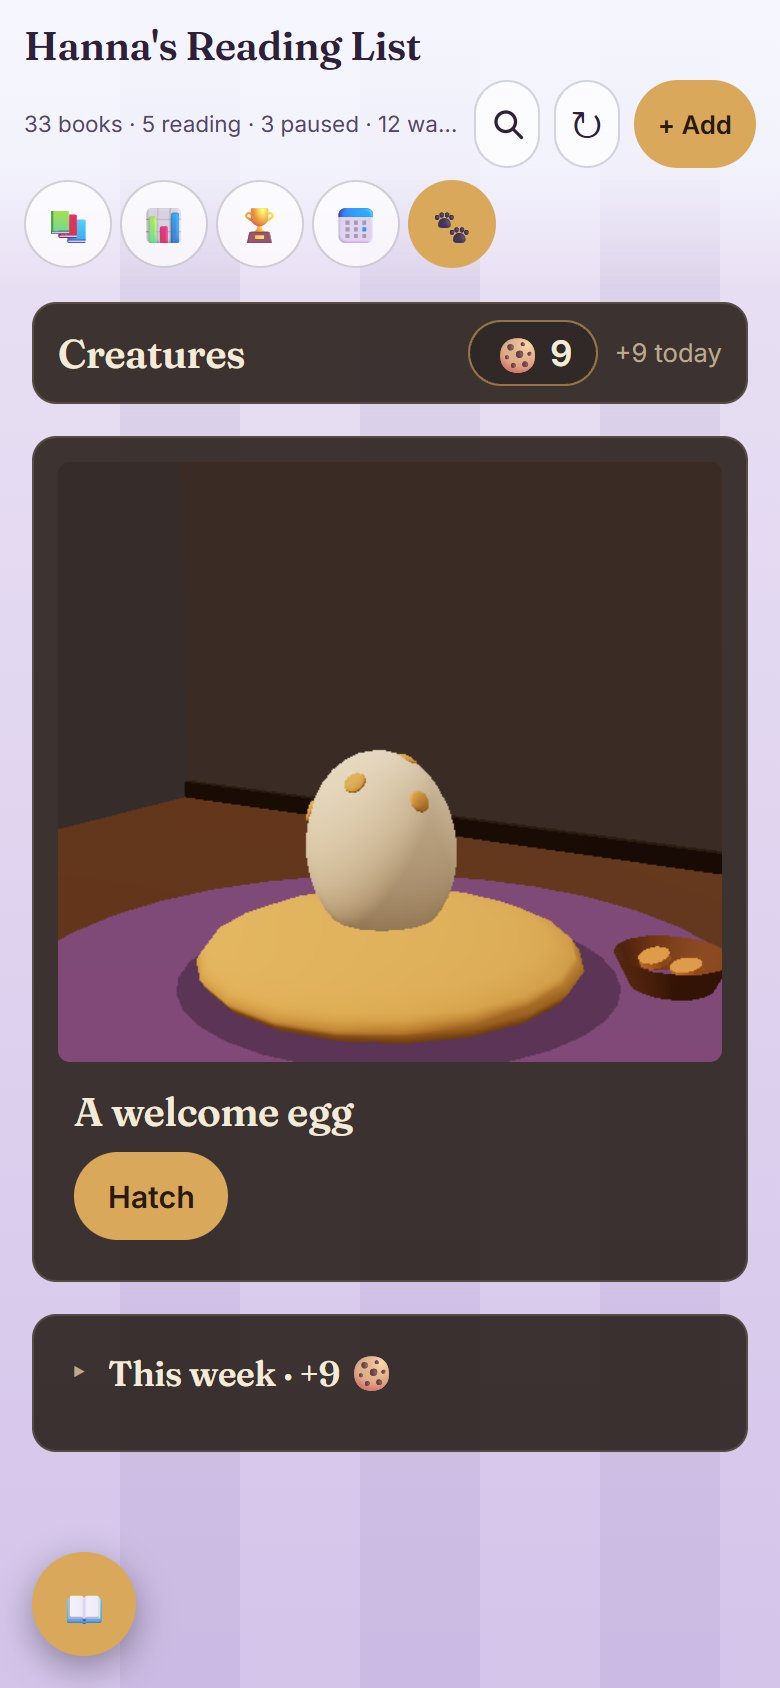 Hanna's Reading List
33 books · 5 reading · 3 paused · 12 wa...
+ Add
Creatures
9
+9 today
A welcome egg
Hatch
This week · +9